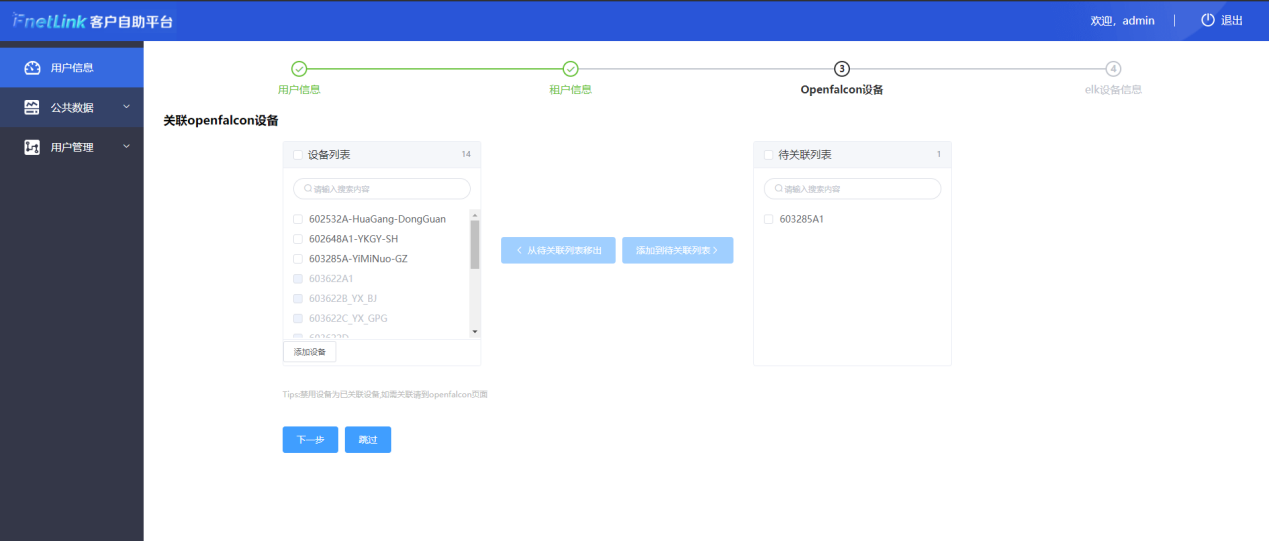 FnetLink 客户自助平台
欢迎，admin
退出
用户信息
公共数据
用户管理
3
4
用户信息
租户信息
Openfalcon设备
elk设备信息
关联openfalcon设备
设备列表 14
请输入搜索内容
602532A-HuaGang-DongGuan
602648A1-YKGY-SH
603285A-YiMiNuo-GZ
603622A1
603622B_YX_BJ
603622C_YX_GPG
603622D
添加设备
从待关联列表移出
添加到待关联列表
待关联列表 1
请输入搜索内容
603285A1
Tips:禁用设备为已关联设备,如需关联请到openfalcon页面
下一步
跳过